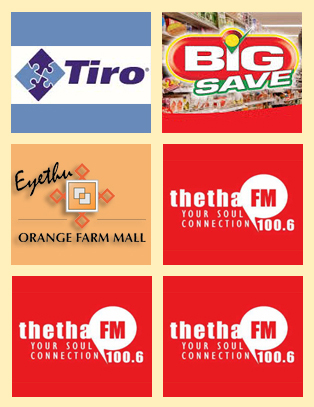 Tiro®
BIG
SAVE
Eyethu
ORANGE FARM MALL
thetha FM
YOUR SOUL
CONNECTION 100.6
thetha FM
YOUR SOUL
CONNECTION 100.6
thetha FM
YOUR SOUL
CONNECTION 100.6